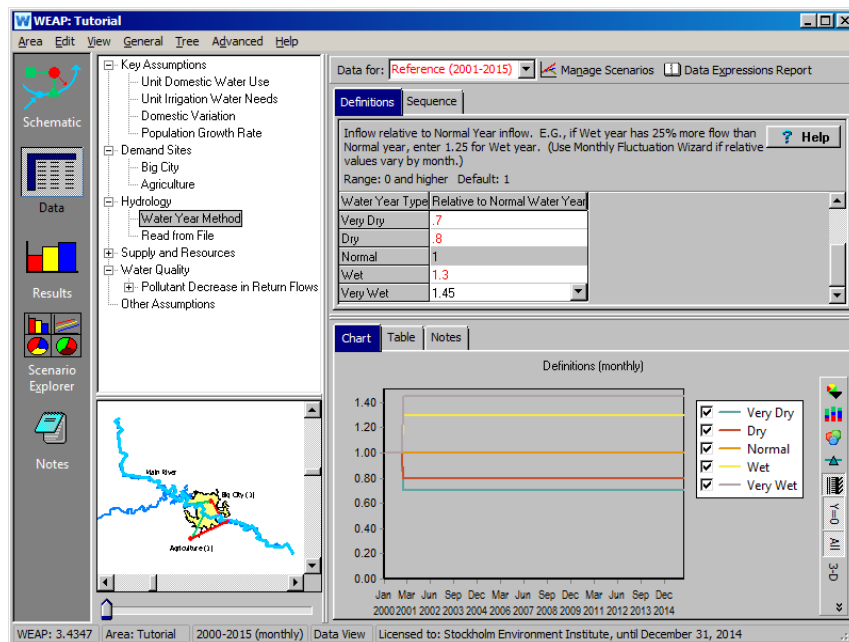 WEAP: Tutorial
Area Edit View General Tree Advanced Help
Schematic
Data
Results
Scenario
Explorer
Notes
Key Assumptions
Unit Domestic Water Use
Unit Irrigation Water Needs
Domestic Variation
Population Growth Rate
Demand Sites
Big City
Agriculture
Hydrology
Water Year Method
Read from File
Supply and Resources
Water Quality
Pollutant Decrease in Return Flows
Other Assumptions
Main River
Big City (1)
Agriculture (1)
Data for: Reference (2001-2015) Manage Scenarios Data Expressions Report
Definitions Sequence
Inflow relative to Normal Year inflow. E.G., if Wet year has 25% more flow than
Normal year, enter 1.25 for Wet year. (Use Monthly Fluctuation Wizard if relative
values vary by month.)
Range: 0 and higher Default: 1
? Help
Water Year Type Relative to Normal Water Year
Very Dry .7
Dry .8
Normal 1
Wet 1.3
Very Wet 1.45
Chart Table Notes
Definitions (monthly)
1.40
1.20
1.00
0.80
0.60
0.40
0.20
0.00
Jan Mar Jun Sep Dec Mar Jun Sep Dec Mar Jun Sep Dec
2000 2001 2002 2003 2004 2006 2007 2008 2009 2011 2012 2013 2014
Very Dry
Dry
Normal
Wet
Very Wet
Y=0
All
3-D
WEAP: 3.4347 Area: Tutorial 2000-2015 (monthly) Data View Licensed to: Stockholm Environment Institute, until December 31, 2014